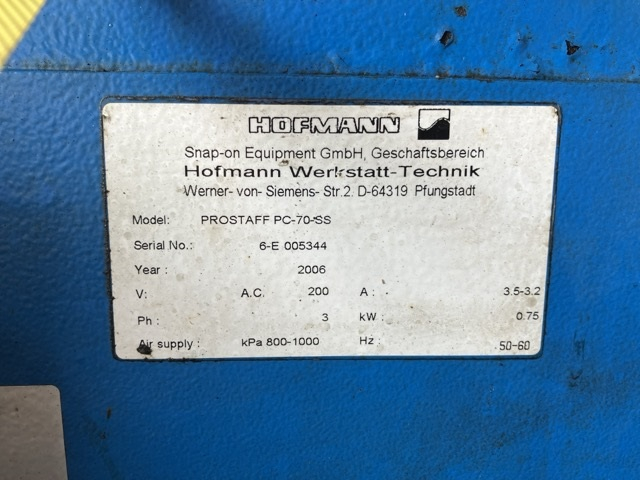 HOFMANN
Snap-on Equipment GmbH, Geschaftsbereich
Hofmann Werkstatt-Technik
Werner- von- Siemens- Str.2. D-64319 Pfungstadt
Model: PROSTAFF PC-70-SS
Serial No.: 6-E 005344
Year : 2006
V: A.C. 200 A : 3.5-3.2
Ph : 3 kW : 0.75
Air supply : kPa 800-1000 Hz : 50-60